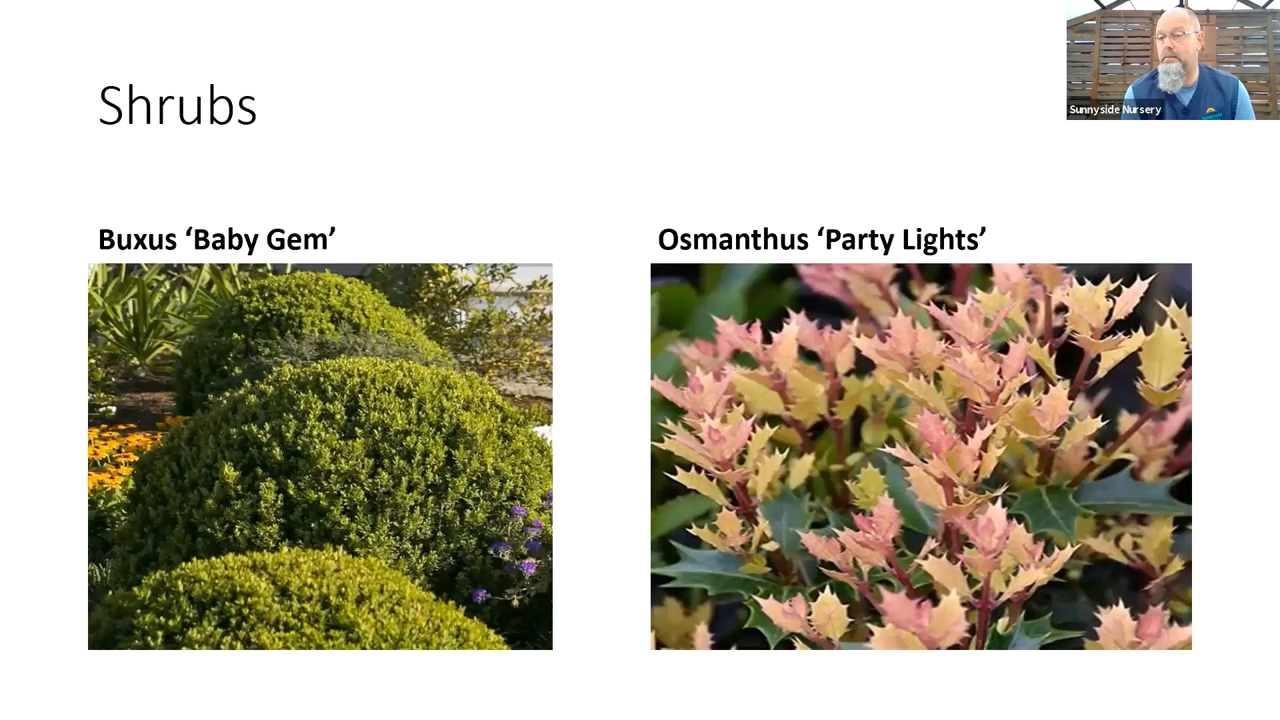 Shrubs
Sunnyside Nursery
Buxus ‘Baby Gem’
Osmanthus ‘Party Lights’